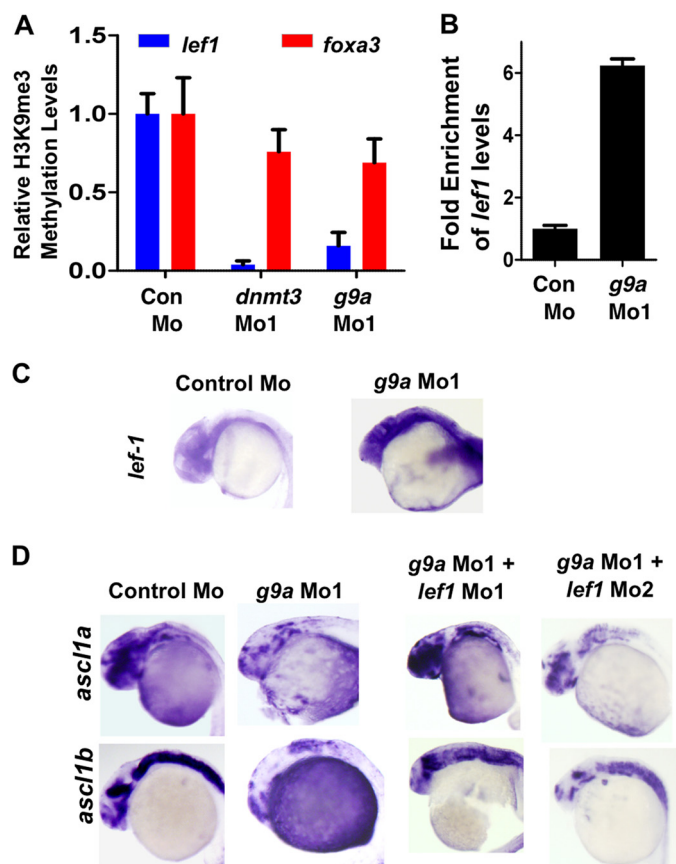 A
Relative H3K9me3
Methylation Levels
1.5
1.0
0.5
0.0
lef1
foxa3
Con
Mo
dnmt3
Mo1
g9a
Mo1
B
Fold Enrichment
of lef1 levels
6
4
2
0
Con
Mo
g9a
Mo1
C
Control Mo
g9a Mo1
lef-1
D
Control Mo
g9a Mo1
g9a Mo1 +
lef1 Mo1
g9a Mo1 +
lef1 Mo2
ascl1a
ascl1b